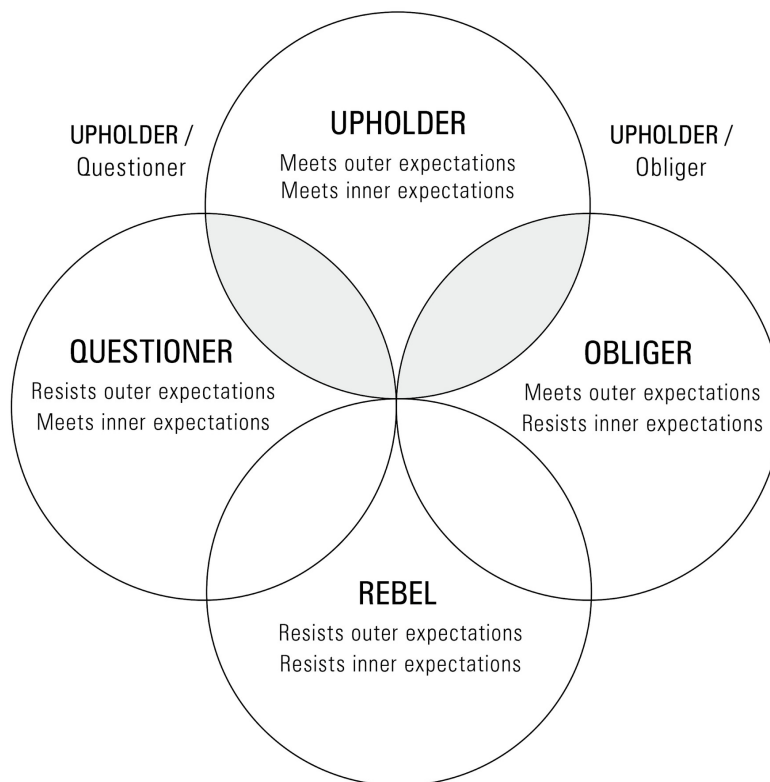 UPHOLDER
Meets outer expectations
Meets inner expectations
UPHOLDER /
Questioner
UPHOLDER /
Obliger
QUESTIONER
Resists outer expectations
Meets inner expectations
OBLIGER
Meets outer expectations
Resists inner expectations
REBEL
Resists outer expectations
Resists inner expectations